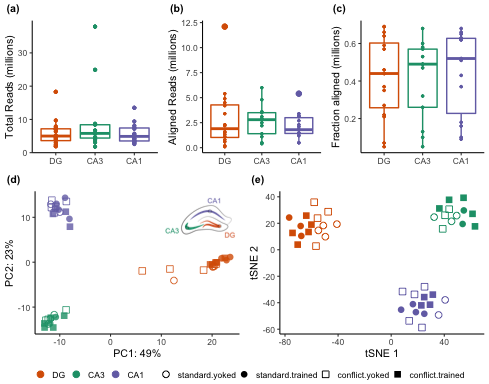 (a)
Total Reads (millions)
30
20
10
0
DG CA3 CA1
(b)
Aligned Reads (millions)
12.5
10.0
7.5
5.0
2.5
0.0
DG CA3 CA1
(c)
Fraction aligned (millions)
0.6
0.4
0.2
DG CA3 CA1
(d)
PC2: 23%
10
0
-10
-10 0 10 20
PC1: 49%
CA1
CA3
DG
(e)
tSNE 2
40
20
0
-20
-40
-60
-80 -40 0 40
tSNE 1
DG CA3 CA1 standard.yoked standard.trained conflict.yoked conflict.trained